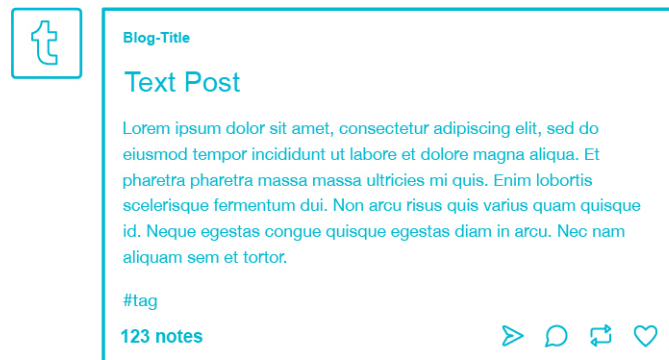 t
Blog-Title
Text Post
Lorem ipsum dolor sit amet, consectetur adipiscing elit, sed do
eiusmod tempor incididunt ut labore et dolore magna aliqua. Et
pharetra pharetra massa massa ultricies mi quis. Enim lobortis
scelerisque fermentum dui. Non arcu risus quis varius quam quisque
id. Neque egestas congue quisque egestas diam in arcu. Nec nam
aliquam sem et tortor.
#tag
123 notes